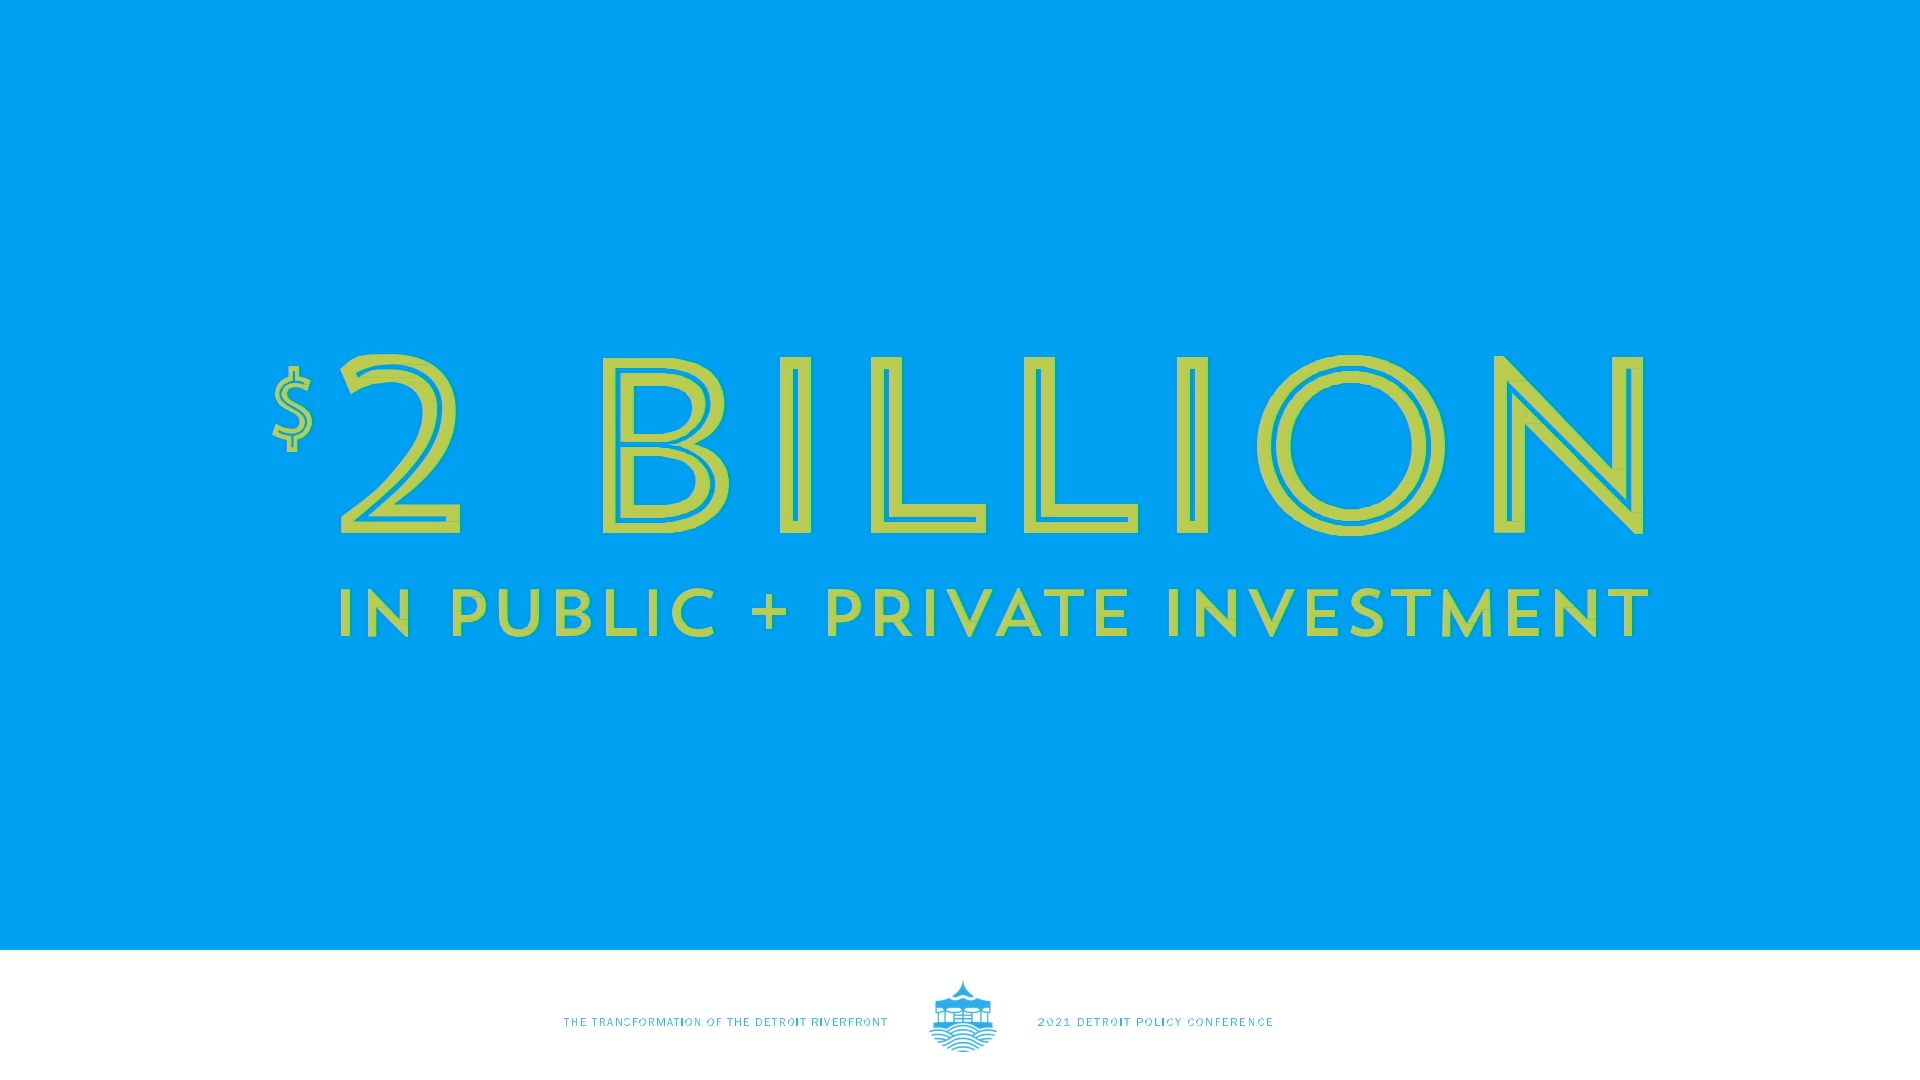 $2 BILLION
IN PUBLIC + PRIVATE INVESTMENT
THE TRANSFORMATION OF THE DETROIT RIVERFRONT
2021 DETROIT POLICY CONFERENCE